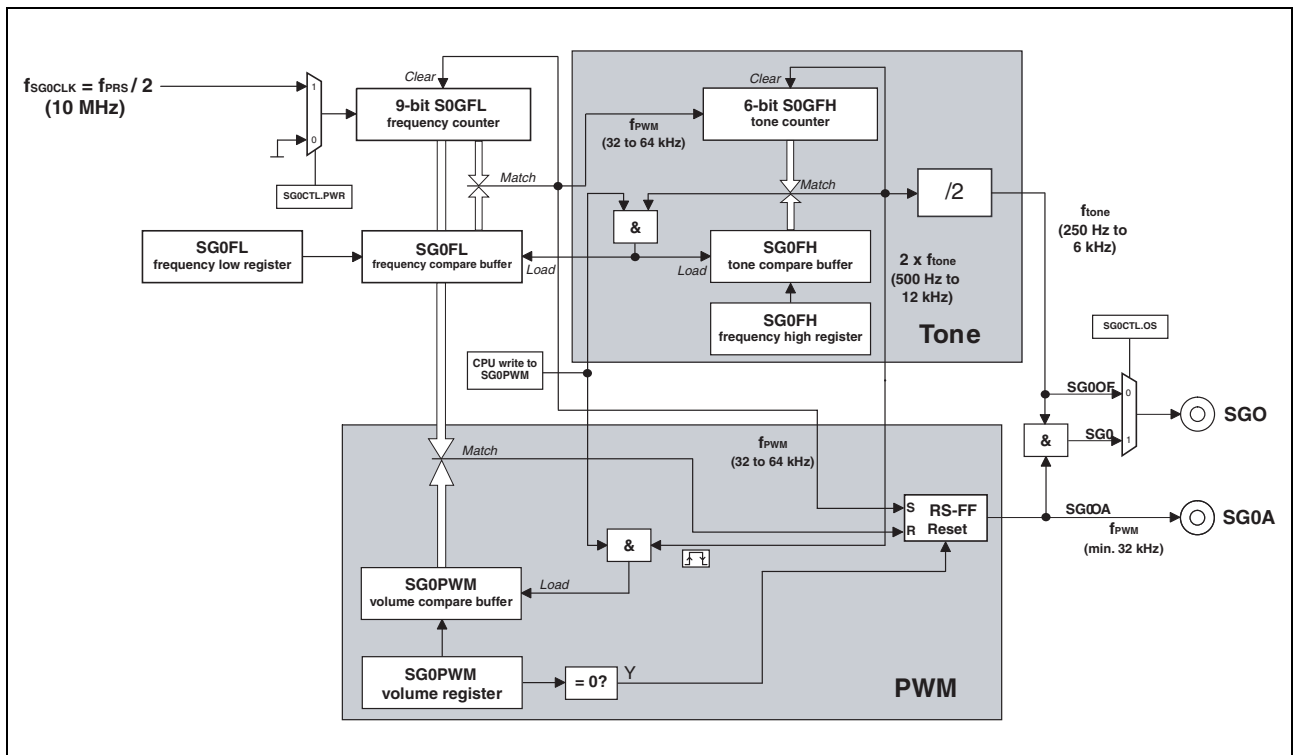 fSG0CLK = fPRS / 2
(10 MHz)
1
0
SG0CTL.PWR
Clear
9-bit S0GFL
frequency counter
Match
SG0FL
frequency low register
SG0FL
frequency compare buffer
Load
fPWM
(32 to 64 kHz)
Clear
6-bit S0GFH
tone counter
Match
&
Load
SG0FH
tone compare buffer
SG0FH
frequency high register
/2
2 x ftone
(500 Hz to
12 kHz)
Tone
ftone
(250 Hz to
6 kHz)
SG0CTL.OS
CPU write to
SG0PWM
SG0OF
0
SG0
1
&
SGO
Match
fPWM
(32 to 64 kHz)
S
R
RS-FF
Reset
SG0OA
fPWM
(min. 32 kHz)
SG0A
&
Load
SG0PWM
volume compare buffer
SG0PWM
volume register
= 0?
Y
PWM